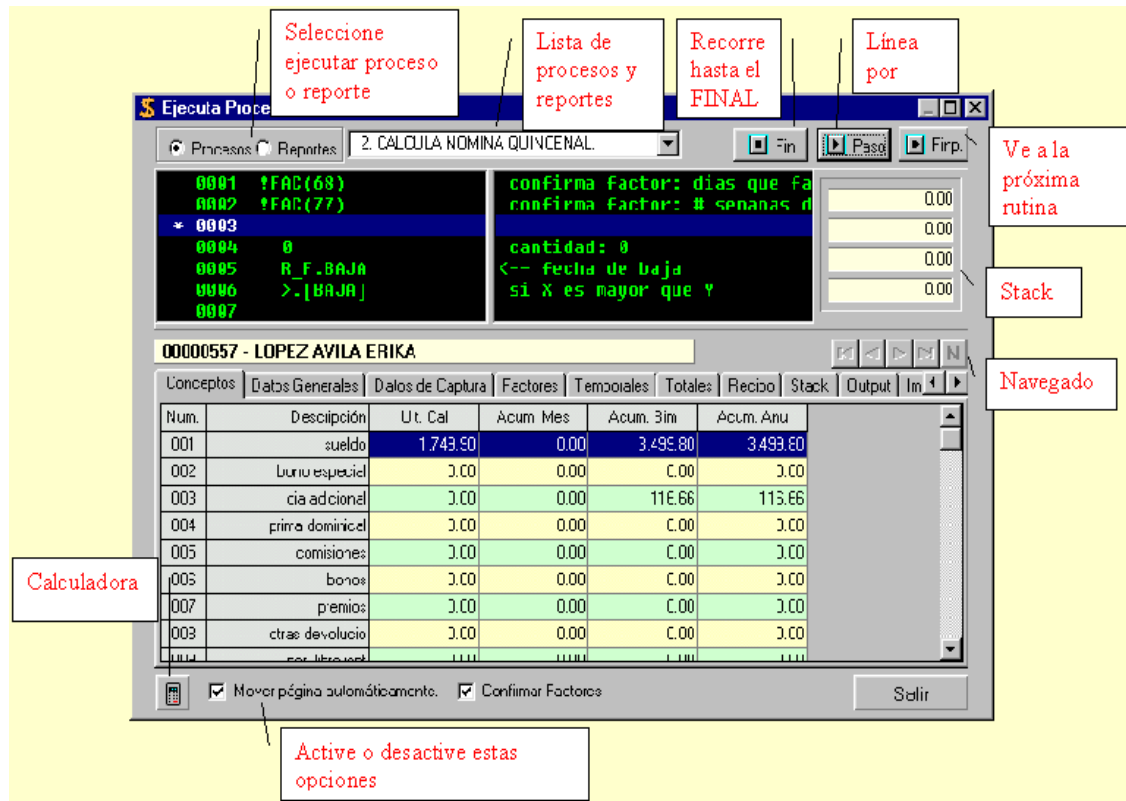 Seleccione
ejecutar proceso
o reporte
Lista de
procesos y
reportes
Recorre
hasta el
FINAL
Línea
por
$ Ejecuta Proce
Procesos Reportes 2. CALCULA NOMINA QUINCENAL. Fin Paso Firp.
Ve a la
próxima
rutina
0001 !FAC(68) confirma factor: dias que fa
0002 !FAC(77) confirma factor: # semanas d
* 0003
0004 0 cantidad: 0
0005 R_F.BAJA <-- fecha de baja
0006 >.[BAJA] si X es mayor que Y
0007
0.00
0.00
0.00
0.00
Stack
00000557 - LOPEZ AVILA ERIKA
Navegado
Conceptos Datos Generales Datos de Captura Factores Temporales Totales Recibo Stack Output Im
Num. Descripción Ult. Cal Acum. Mes Acum. Bim Acum. Anu
001 sueldo 1,749.90 0.00 3,499.80 3,499.80
002 bono especial 0.00 0.00 0.00 0.00
003 dia adicional 0.00 0.00 116.66 116.66
004 prima dominical 0.00 0.00 0.00 0.00
005 comisiones 0.00 0.00 0.00 0.00
006 bonos 0.00 0.00 0.00 0.00
007 premios 0.00 0.00 0.00 0.00
008 otras devolucio 0.00 0.00 0.00 0.00
Calculadora
Mover página automáticamente. Confirmar Factores Salir
Active o desactive estas
opciones